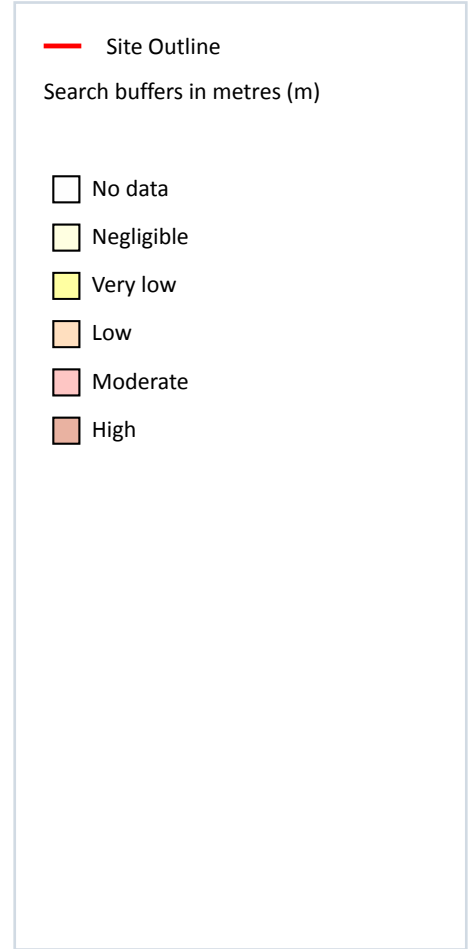 Site Outline
Search buffers in metres (m)
No data
Negligible
Very low
Low
Moderate
High